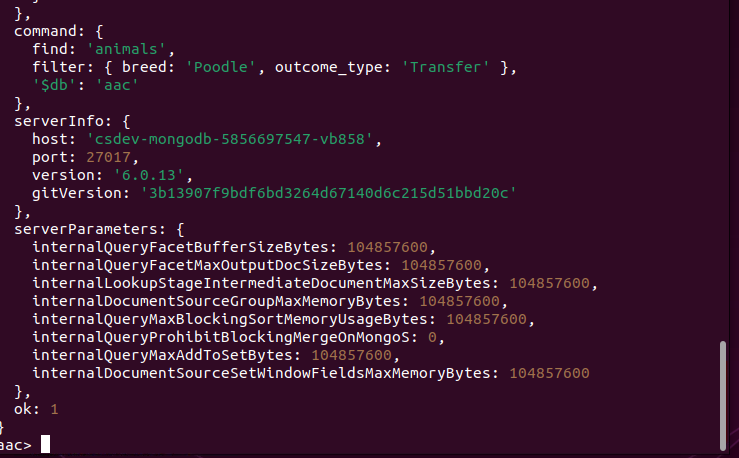 },
command: {
find: 'animals',
filter: { breed: 'Poodle', outcome_type: 'Transfer' },
'$db': 'aac'
},
serverInfo: {
host: 'csdev-mongodb-5856697547-vb858',
port: 27017,
version: '6.0.13',
gitVersion: '3b13907f9bdf6bd3264d67140d6c215d51bbd20c'
},
serverParameters: {
internalQueryFacetBufferSizeBytes: 104857600,
internalQueryFacetMaxOutputDocSizeBytes: 104857600,
internalLookupStageIntermediateDocumentMaxSizeBytes: 104857600,
internalDocumentSourceGroupMaxMemoryBytes: 104857600,
internalQueryMaxBlockingSortMemoryUsageBytes: 104857600,
internalQueryProhibitBlockingMergeOnMongoS: 0,
internalQueryMaxAddToSetBytes: 104857600,
internalDocumentSourceSetWindowFieldsMaxMemoryBytes: 104857600
},
ok: 1
}
aac>